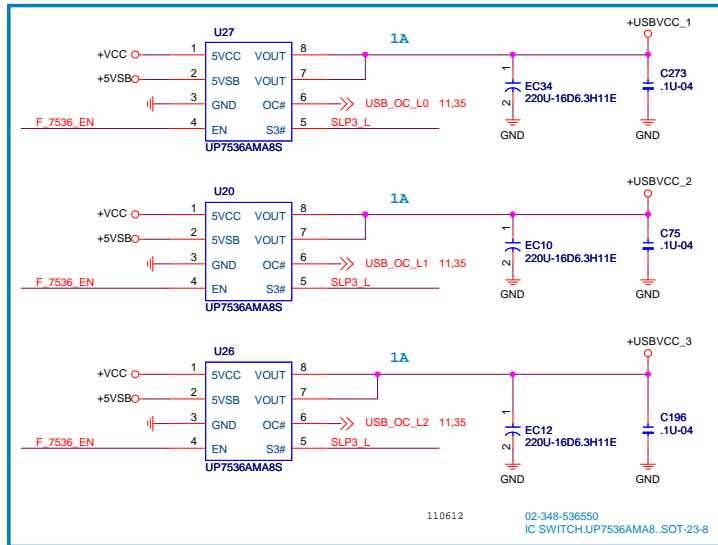 U27
1A
+USBVCC_1
+VCC 1 5VCC VOUT 8
+5VSB 2 5VSB VOUT 7
3 GND OC# 6 USB_OC_L0 11,35
F_7536_EN 4 EN S3# 5 SLP3_L
UP7536AMA8S
1
2
EC34
220U-16D6.3H11E
GND
C273
.1U-04
GND
U20
1A
+USBVCC_2
+VCC 1 5VCC VOUT 8
+5VSB 2 5VSB VOUT 7
3 GND OC# 6 USB_OC_L1 11,35
F_7536_EN 4 EN S3# 5 SLP3_L
UP7536AMA8S
1
2
EC10
220U-16D6.3H11E
GND
C75
.1U-04
GND
U26
1A
+USBVCC_3
+VCC 1 5VCC VOUT 8
+5VSB 2 5VSB VOUT 7
3 GND OC# 6 USB_OC_L2 11,35
F_7536_EN 4 EN S3# 5 SLP3_L
UP7536AMA8S
1
2
EC12
220U-16D6.3H11E
GND
C196
.1U-04
GND
110612
02-348-536550
IC SWITCH.UP7536AMA8..SOT-23-8